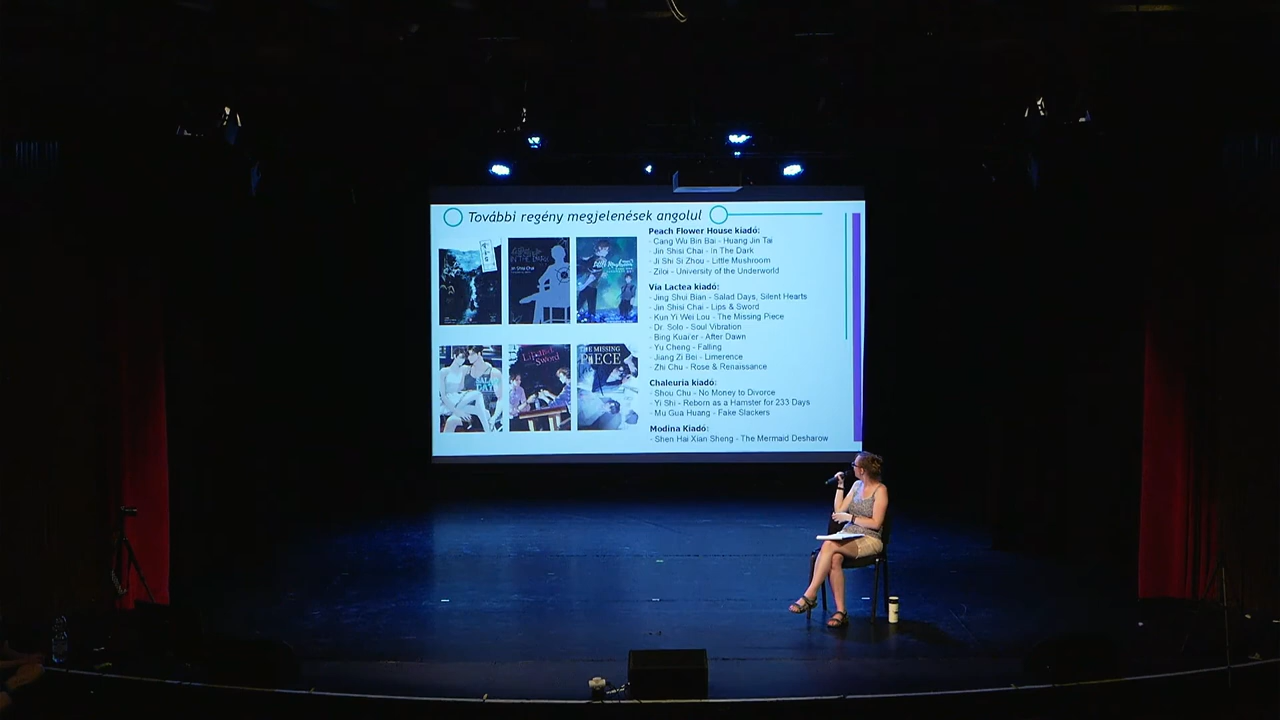 További regény megjelenések angolul
Peach Flower House kiadó:
- Cang Wu Bin Bai - Huang Jin Tai
- Jin Shisi Chai - In The Dark
- Ji Shi Si Zhou - Little Mushroom
- Ziloi - University of the Underworld
Via Lactea kiadó:
- Jing Shui Bian - Salad Days, Silent Hearts
- Jin Shisi Chai - Lips & Sword
- Kun Yi Wei Lou - The Missing Piece
- Dr. Solo - Soul Vibration
- Bing Kuai'er - After Dawn
- Yu Cheng - Falling
- Jiang Zi Bei - Limerence
- Zhi Chu - Rose & Renaissance
Chaleuria kiadó:
- Shou Chu - No Money to Divorce
- Yi Shi - Reborn as a Hamster for 233 Days
- Mu Gua Huang - Fake Slackers
Modina Kiadó:
- Shen Hai Xian Sheng - The Mermaid Desharow
IN THE DARK
Jin Shisi Chai
Little Mushroom
SALAD
DAYS
Lip and
Sword
THE MISSING
PIECE